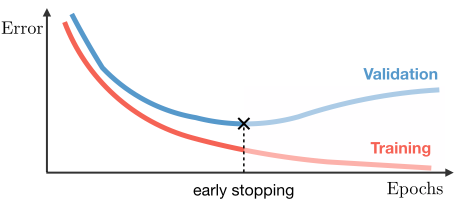 Error
Validation
Training
early stopping
Epochs